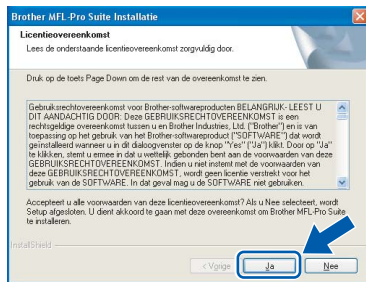 Brother MFL-Pro Suite Installatie
Licentieovereenkomst
Lees de onderstaande licentieovereenkomst zorgvuldig door.
Druk op de toets Page Down om de rest van de overeenkomst te zien.
Gebruiksrechtovereenkomst voor Brother-softwareproducten BELANGRIJK- LEEST U
DIT AANDACHTIG DOOR: Deze GEBRUIKSRECHTOVEREENKOMST is een
rechtsgeldige overeenkomst tussen u en Brother Industries, Ltd. ("Brother") en is van
toepassing op het gebruik van het Brother-softwareproduct ("SOFTWARE") dat wordt
geïnstalleerd wanneer u in dit dialoogvenster op de knop "Yes" ("Ja") klikt. Door op "Ja"
te klikken, stemt u ermee in dat u wettelijk gebonden bent aan de voorwaarden van deze
GEBRUIKSRECHTOVEREENKOMST. Indien u niet instemt met de voorwaarden van
deze GEBRUIKSRECHTOVEREENKOMST, wordt geen licentie verstrekt voor het
gebruik van de SOFTWARE. In dat geval mag u de SOFTWARE niet gebruiken.
Accepteert u alle voorwaarden van deze licentieovereenkomst? Als u Nee selecteert, wordt
Setup afgesloten. U dient akkoord te gaan met deze overeenkomst om Brother MFL-Pro Suite
te installeren.
InstallShield
< Vorige Ja Nee